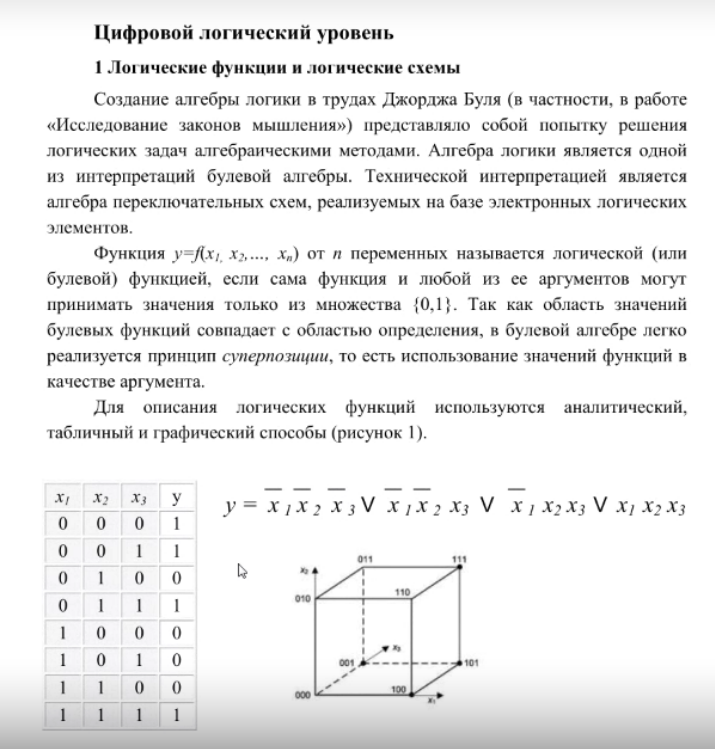 Цифровой логический уровень
1 Логические функции и логические схемы
Создание алгебры логики в трудах Джорджа Буля (в частности, в работе
«Исследование законов мышления») представляло собой попытку решения
логических задач алгебраическими методами. Алгебра логики является одной
из интерпретаций булевой алгебры. Технической интерпретацией является
алгебра переключательных схем, реализуемых на базе электронных логических
элементов.
Функция y=f(x₁, x₂,..., xₙ) от n переменных называется логической (или
булевой) функцией, если сама функция и любой из ее аргументов могут
принимать значения только из множества {0,1}. Так как область значений
булевых функций совпадает с областью определения, в булевой алгебре легко
реализуется принцип суперпозиции, то есть использование значений функций в
качестве аргумента.
Для описания логических функций используются аналитический,
табличный и графический способы (рисунок 1).
x₁ x₂ x₃ y
0 0 0 1
0 0 1 1
0 1 0 0
0 1 1 1
1 0 0 0
1 0 1 0
1 1 0 0
1 1 1 1
y = x̅₁ x̅₂ x̅₃ V x̅₁ x̅₂ x₃ V x̅₁ x₂ x₃ V x₁ x₂ x₃
011
111
x₂
010
110
x₃
001
101
000
100
x₁